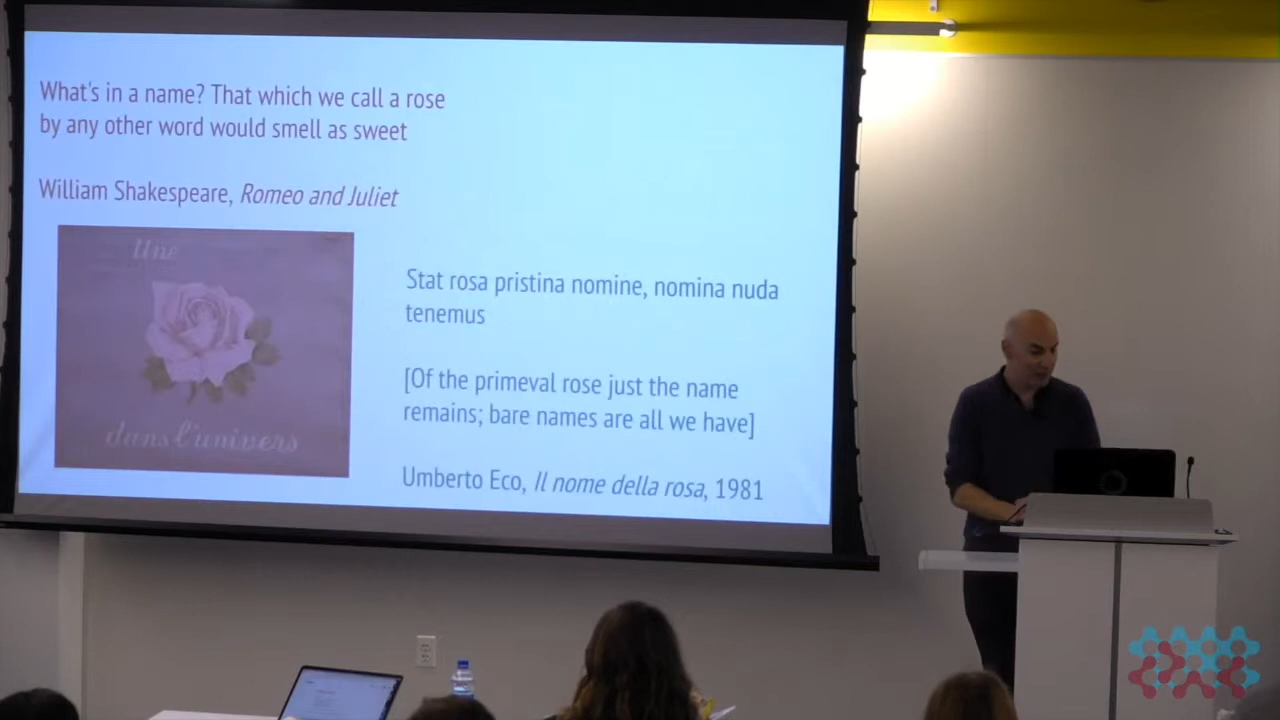 What's in a name? That which we call a rose
by any other word would smell as sweet
William Shakespeare, Romeo and Juliet
Une
dans l'univers
Stat rosa pristina nomine, nomina nuda
tenemus
[Of the primeval rose just the name
remains; bare names are all we have]
Umberto Eco, Il nome della rosa, 1981